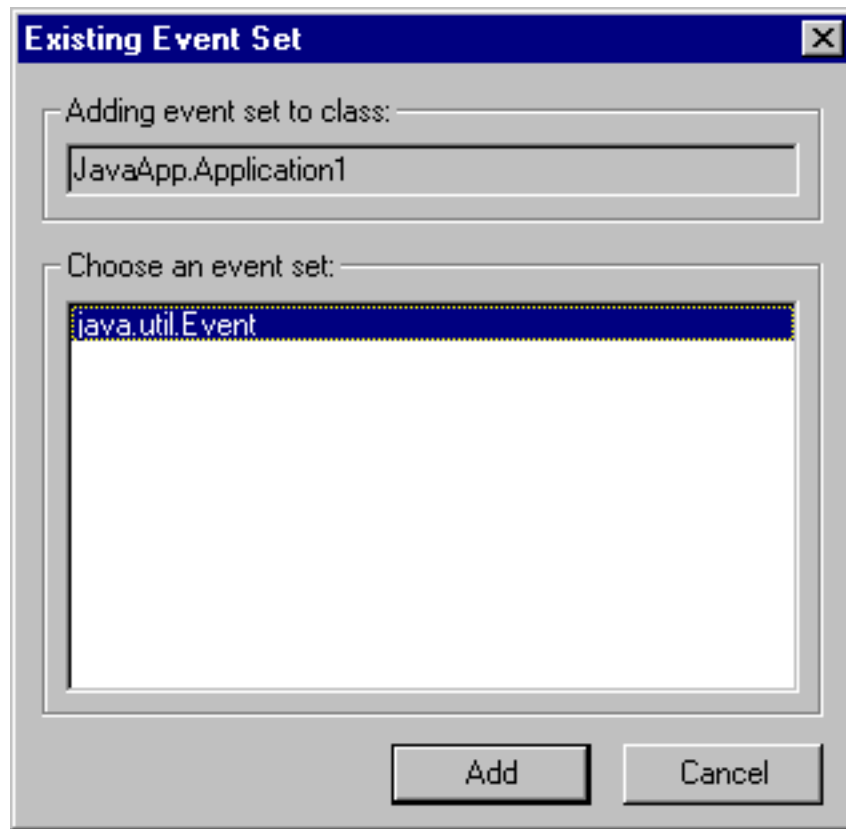 Existing Event Set
Adding event set to class:
JavaApp.Application1
Choose an event set:
java.util.Event
Add
Cancel